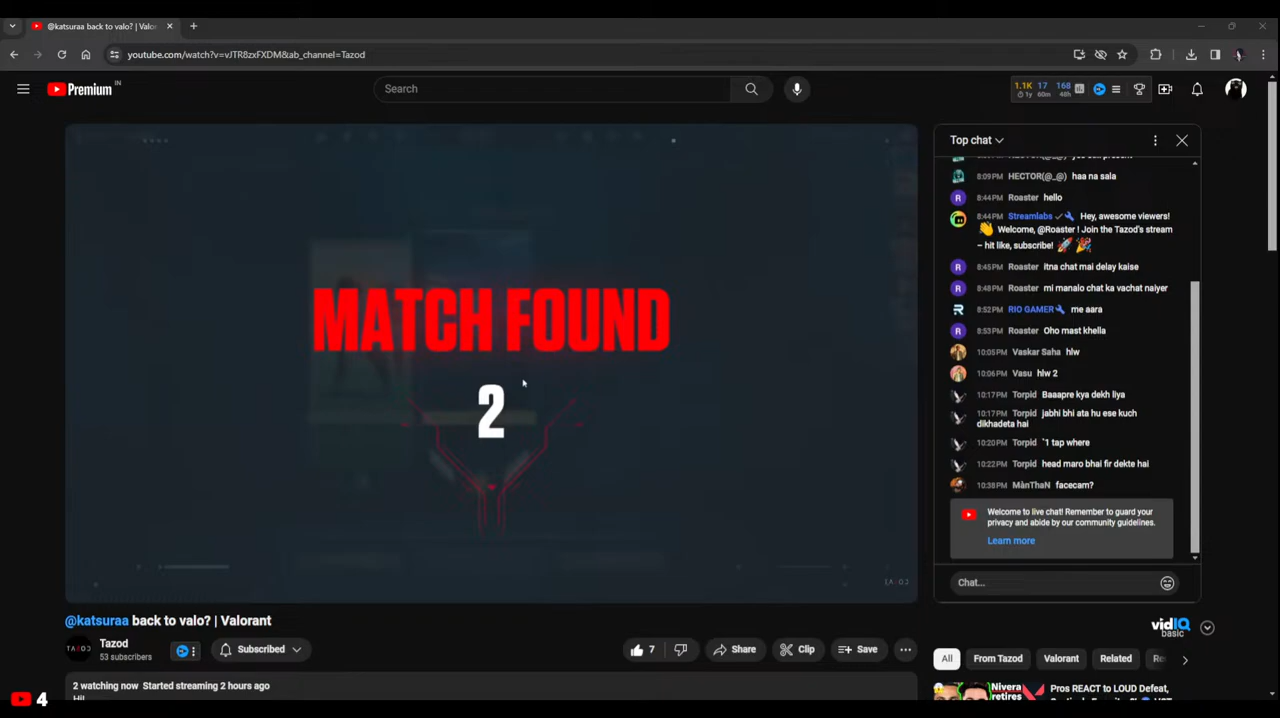 @katsuraa back to valo? | Valor
youtube.com/watch?v=vJTR8zxFXDM&ab_channel=Tazod
Premium IN
Search
1.1K 17 168
1y 60m 48h
MATCH FOUND
2
Top chat
8:09PM HECTOR(@_@) haa na sala
8:44PM Roaster hello
8:44PM Streamlabs Hey, awesome viewers!
Welcome, @Roaster ! Join the Tazod's stream
– hit like, subscribe!
8:45PM Roaster itna chat mai delay kaise
8:48PM Roaster mi manalo chat ka vachat naiyer
8:52PM RIO GAMER me aara
8:53PM Roaster Oho mast khella
10:05PM Vaskar Saha hlw
10:06PM Vasu hlw 2
10:17PM Torpid Baaapre kya dekh liya
10:17PM Torpid jabhi bhi ata hu ese kuch
dikhadeta hai
10:20PM Torpid `1 tap where
10:22PM Torpid head maro bhai fir dekte hai
10:38PM MànThaN facecam?
Welcome to live chat! Remember to guard your
privacy and abide by our community guidelines.
Learn more
Chat...
@katsuraa back to valo? | Valorant
TAZOD
Tazod
53 subscribers
Subscribed
7
Share
Clip
Save
2 watching now Started streaming 2 hours ago
Hi!
vidIQ
basic
All
From Tazod
Valorant
Related
Re
Nivera
retires
Pros REACT to LOUD Defeat,
4